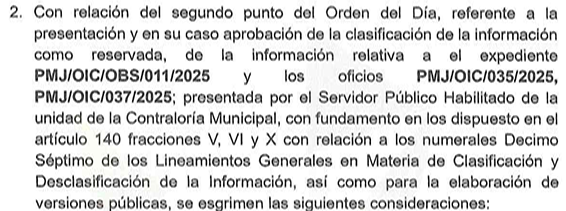 2. Con relación del segundo punto del Orden del Día, referente a la
presentación y en su caso aprobación de la clasificación de la información
como reservada, de la información relativa a el expediente
PMJ/OIC/OBS/011/2025 y los oficios PMJ/OIC/035/2025,
PMJ/OIC/037/2025; presentada por el Servidor Público Habilitado de la
unidad de la Contraloría Municipal, con fundamento en los dispuesto en el
artículo 140 fracciones V, VI y X con relación a los numerales Decimo
Séptimo de los Lineamientos Generales en Materia de Clasificación y
Desclasificación de la Información, así como para la elaboración de
versiones públicas, se esgrimen las siguientes consideraciones: